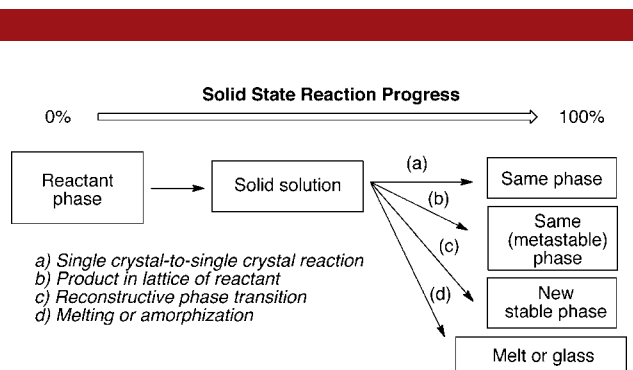 Solid State Reaction Progress
0%
100%
Reactant
phase
Solid solution
(a)
(b)
(c)
(d)
Same phase
Same
(metastable)
phase
New
stable phase
Melt or glass
a) Single crystal-to-single crystal reaction
b) Product in lattice of reactant
c) Reconstructive phase transition
d) Melting or amorphization